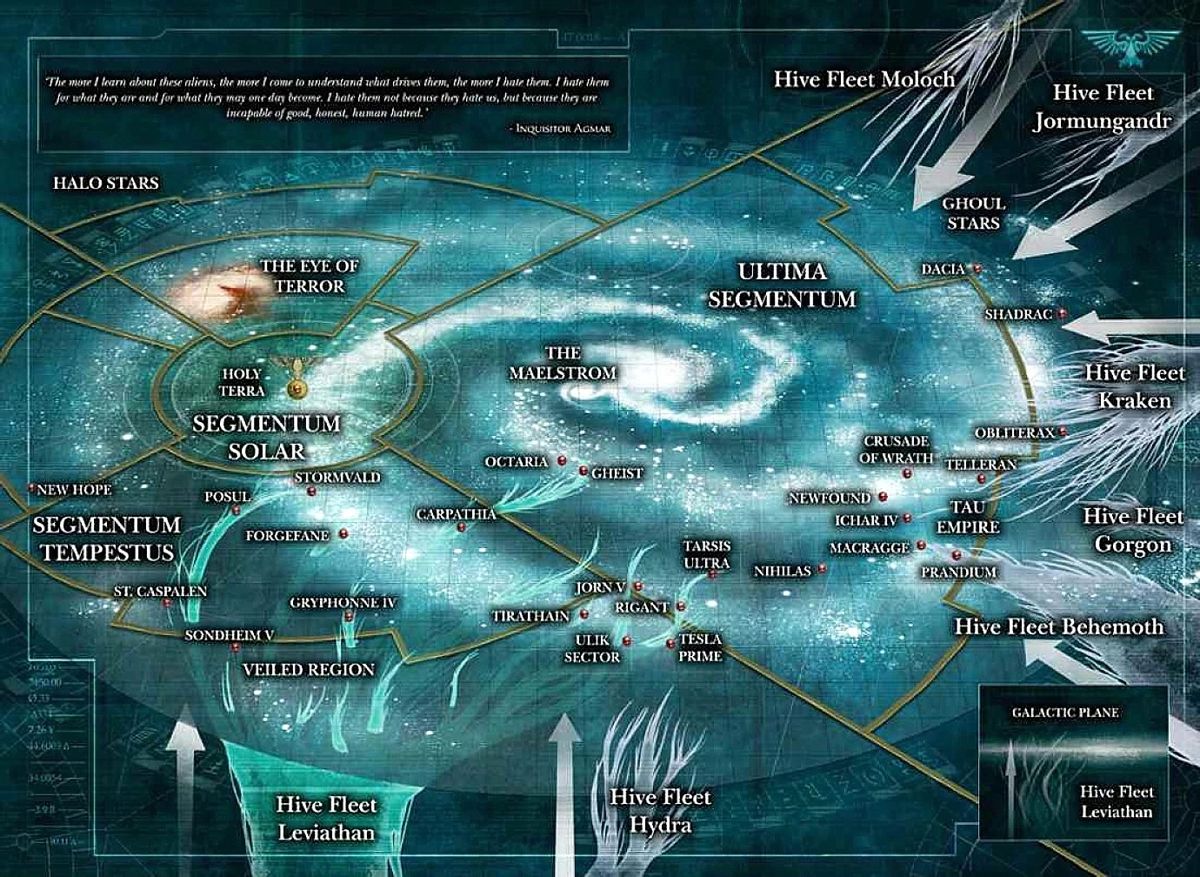 'The more I learn about these aliens, the more I come to understand what drives them, the more I hate them. I hate them
for what they are and for what they may one day become. I hate them not because they hate us, but because they are
incapable of good, honest, human hatred.'
- Inquisitor Agmar
Hive Fleet Moloch
Hive Fleet
Jormungandr
HALO STARS
GHOUL
STARS
THE EYE OF
TERROR
ULTIMA
SEGMENTUM
DACIA
SHADRAC
THE
MAELSTROM
HOLY
TERRA
Hive Fleet
Kraken
SEGMENTUM
SOLAR
OBLITERAX
CRUSADE
OF WRATH
TELLERAN
OCTARIA
GHEIST
STORMVALD
NEW HOPE
POSUL
NEWFOUND
CARPATHIA
ICHAR IV
TAU
EMPIRE
SEGMENTUM
TEMPESTUS
Hive Fleet
Gorgon
FORGEFANE
MACRAGGE
TARSIS
ULTRA
NIHILAS
PRANDIUM
JORN V
ST. CASPALEN
GRYPHONNE IV
RIGANT
TIRATHAIN
Hive Fleet Behemoth
SONDHEIM V
ULIK
SECTOR
TESLA
PRIME
VEILED REGION
GALACTIC PLANE
Hive Fleet
Leviathan
Hive Fleet
Leviathan
Hive Fleet
Hydra